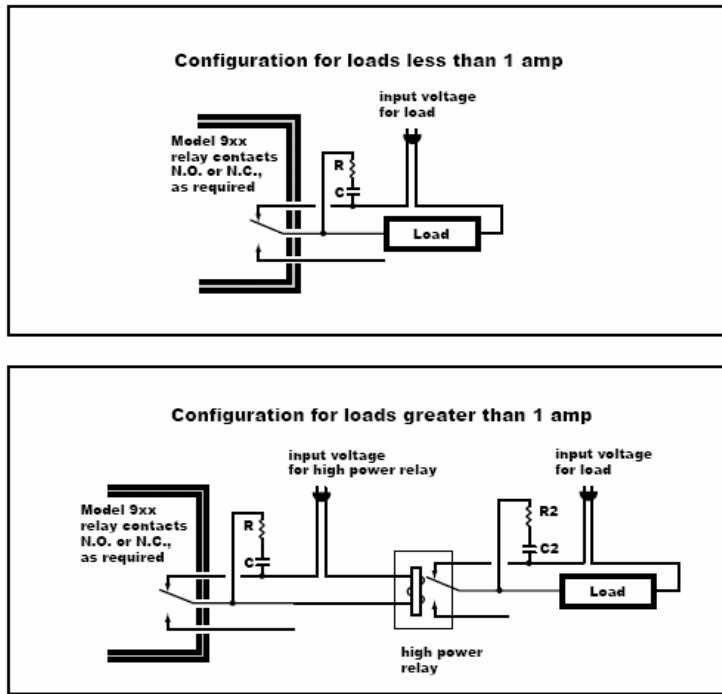 Configuration for loads less than 1 amp
input voltage
for load
Model 9xx
relay contacts
N.O. or N.C.,
as required
R
C
Load
Configuration for loads greater than 1 amp
input voltage
for high power relay
input voltage
for load
Model 9xx
relay contacts
N.O. or N.C.,
as required
R
C
R2
C2
Load
high power
relay